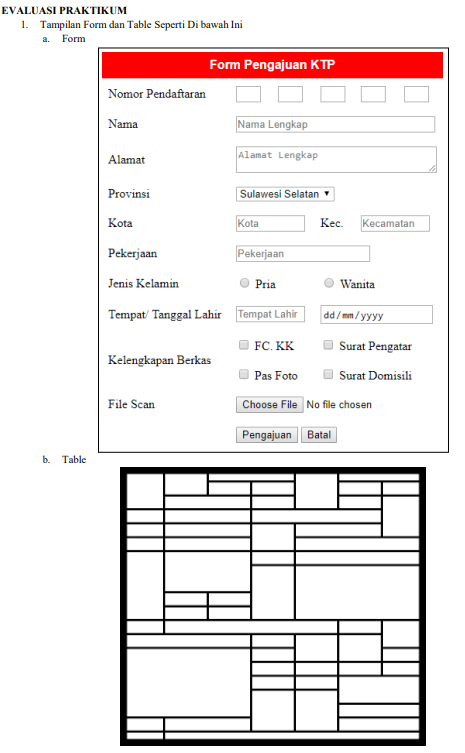 EVALUASI PRAKTIKUM
1. Tampilan Form dan Table Seperti Di bawah Ini
a. Form
Form Pengajuan KTP
Nomor Pendaftaran
Nama Nama Lengkap
Alamat Alamat Lengkap
Provinsi Sulawesi Selatan
Kota Kota Kec. Kecamatan
Pekerjaan Pekerjaan
Jenis Kelamin Pria Wanita
Tempat/ Tanggal Lahir Tempat Lahir dd/mm/yyyy
FC. KK Surat Pengatar
Kelengkapan Berkas
Pas Foto Surat Domisili
File Scan Choose File No file chosen
Pengajuan Batal
b. Table